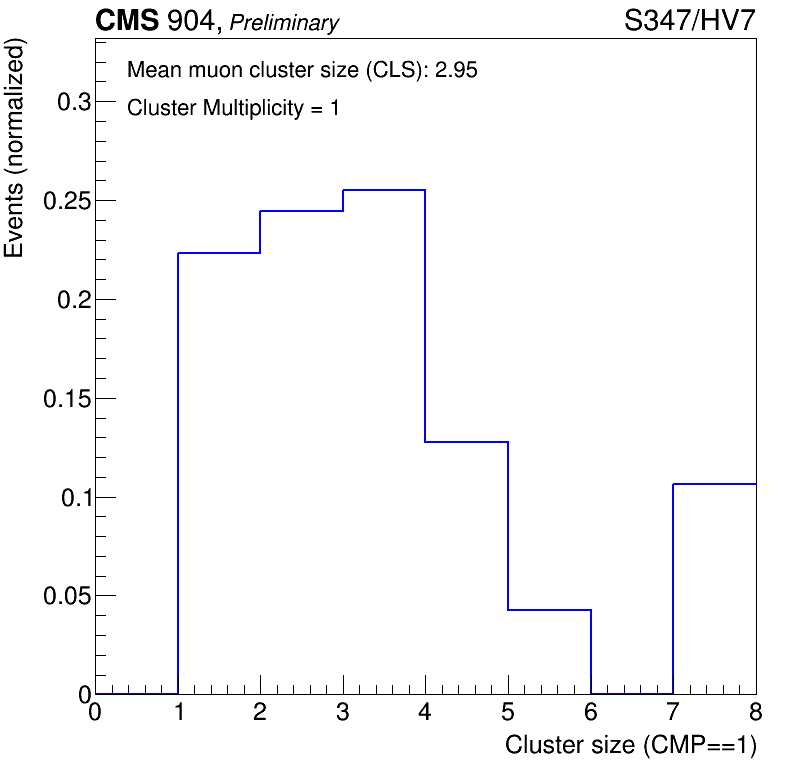 CMS 904, Preliminary S347/HV7
Mean muon cluster size (CLS): 2.95
Cluster Multiplicity = 1
Events (normalized)
0.3
0.25
0.2
0.15
0.1
0.05
0
0 1 2 3 4 5 6 7 8
Cluster size (CMP==1)